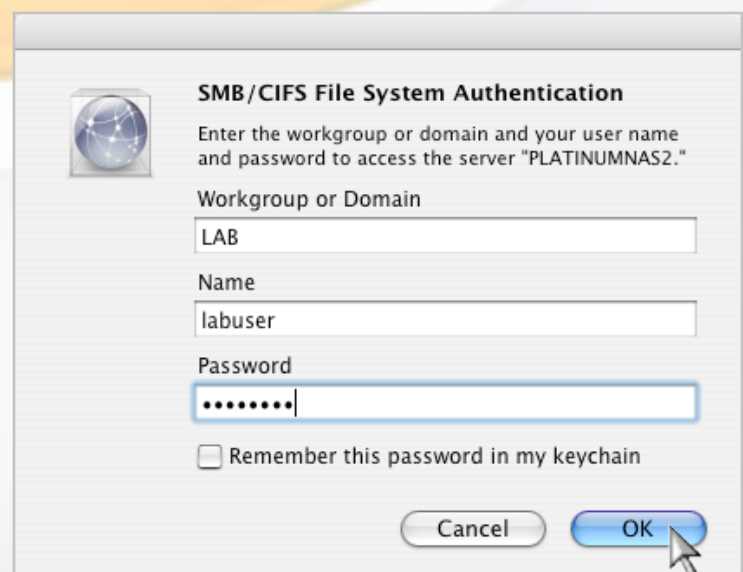 SMB/CIFS File System Authentication
Enter the workgroup or domain and your user name
and password to access the server "PLATINUMNAS2."
Workgroup or Domain
LAB
Name
labuser
Password
••••••••
Remember this password in my keychain
Cancel
OK